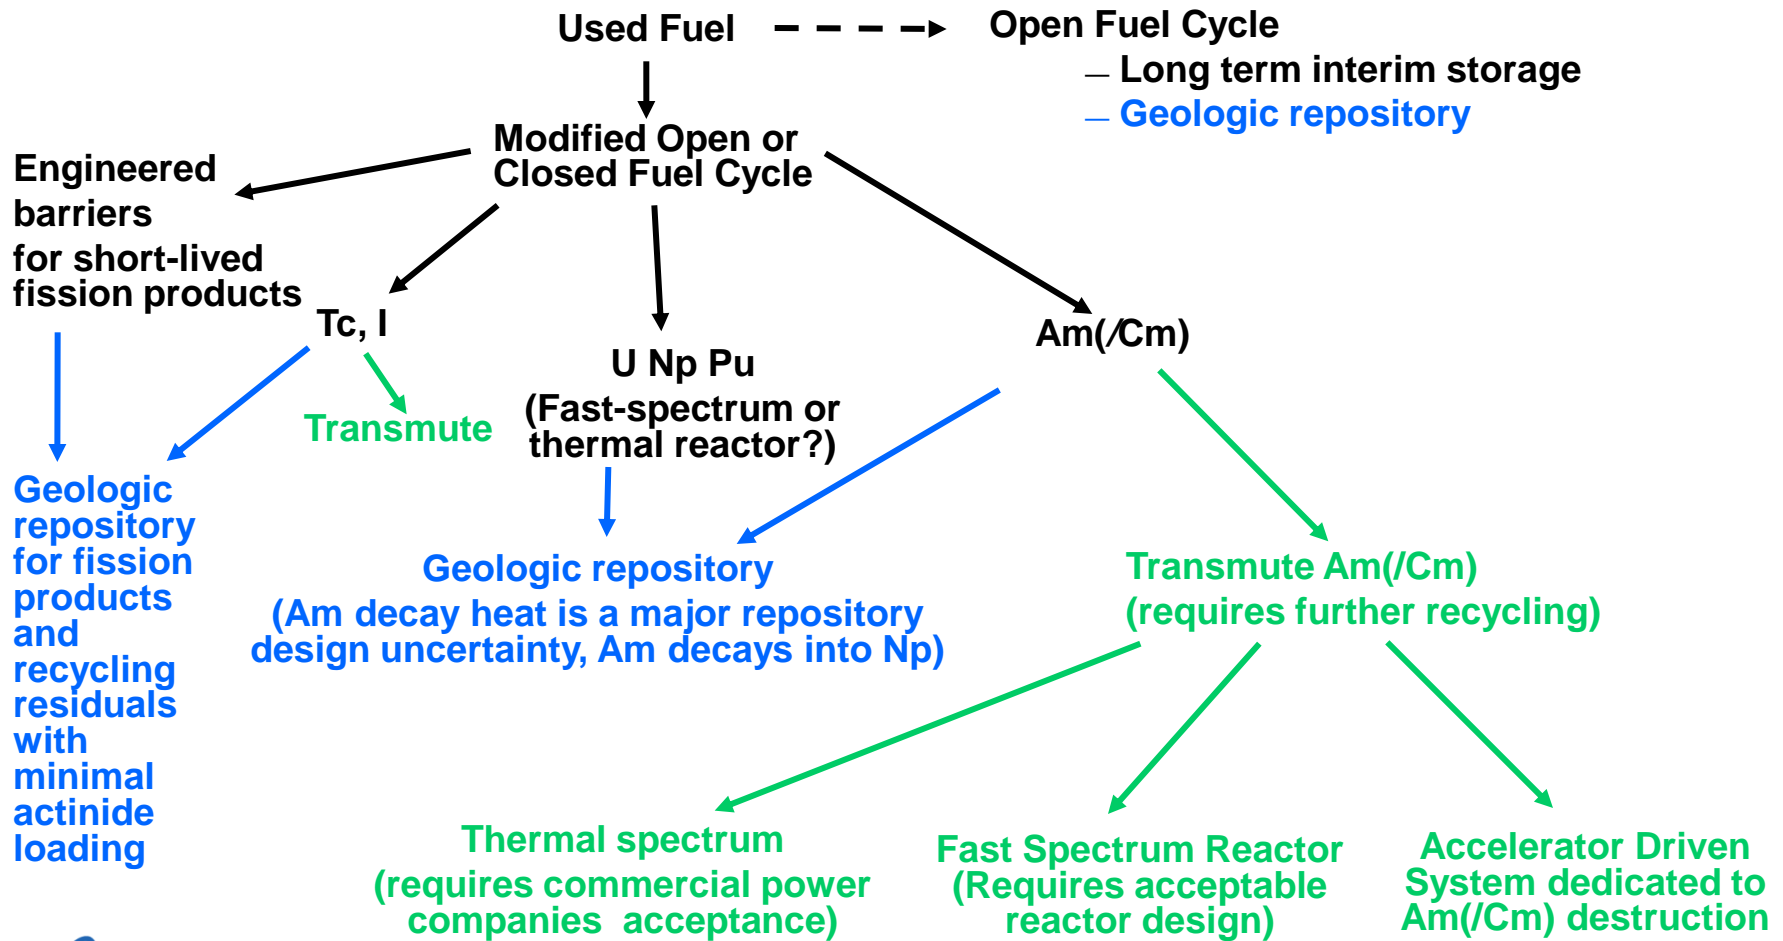 Used Fuel
Open Fuel Cycle
— Long term interim storage
— Geologic repository
Modified Open or
Closed Fuel Cycle
Engineered
barriers
for short-lived
fission products
Tc, I
Am(/Cm)
U Np Pu
(Fast-spectrum or
thermal reactor?)
Transmute
Geologic
repository
for fission
products
and
recycling
residuals
with
minimal
actinide
loading
Geologic repository
(Am decay heat is a major repository
design uncertainty, Am decays into Np)
Transmute Am(/Cm)
(requires further recycling)
Thermal spectrum
(requires commercial power
companies acceptance)
Fast Spectrum Reactor
(Requires acceptable
reactor design)
Accelerator Driven
System dedicated to
Am(/Cm) destruction